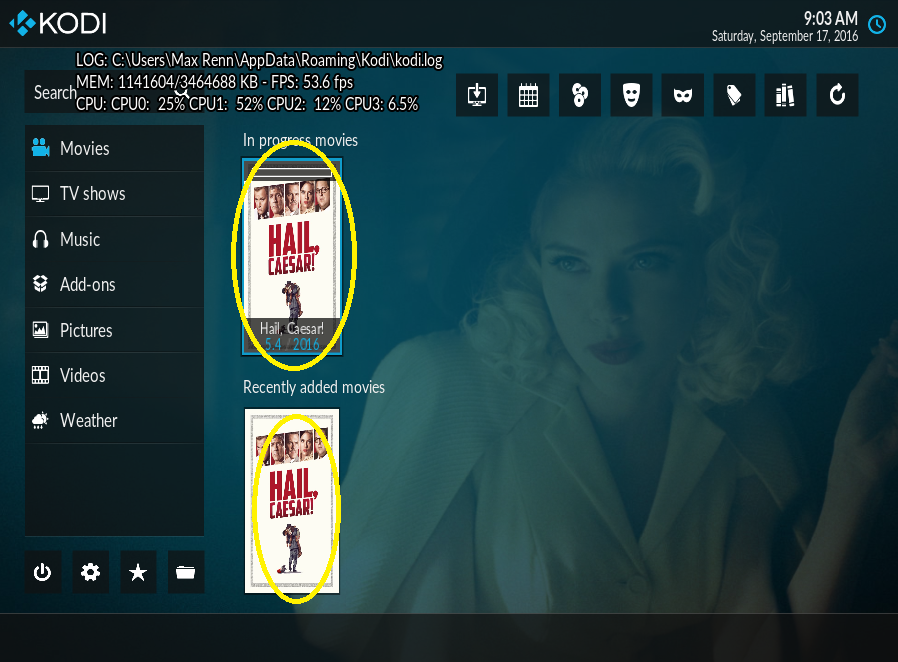 KODI
9:03 AM
Saturday, September 17, 2016
LOG: C:\Users\Max Renn\AppData\Roaming\Kodi\kodi.log
MEM: 1141604/3464688 KB - FPS: 53.6 fps
Search
CPU: CPU0: 25% CPU1: 52% CPU2: 12% CPU3: 6.5%
In progress movies
Movies
TV shows
Music
Add-ons
Pictures
Videos
Weather
HAIL,
CAESAR!
Hail, Caesar!
5.4 / 2016
Recently added movies
HAIL,
CAESAR!